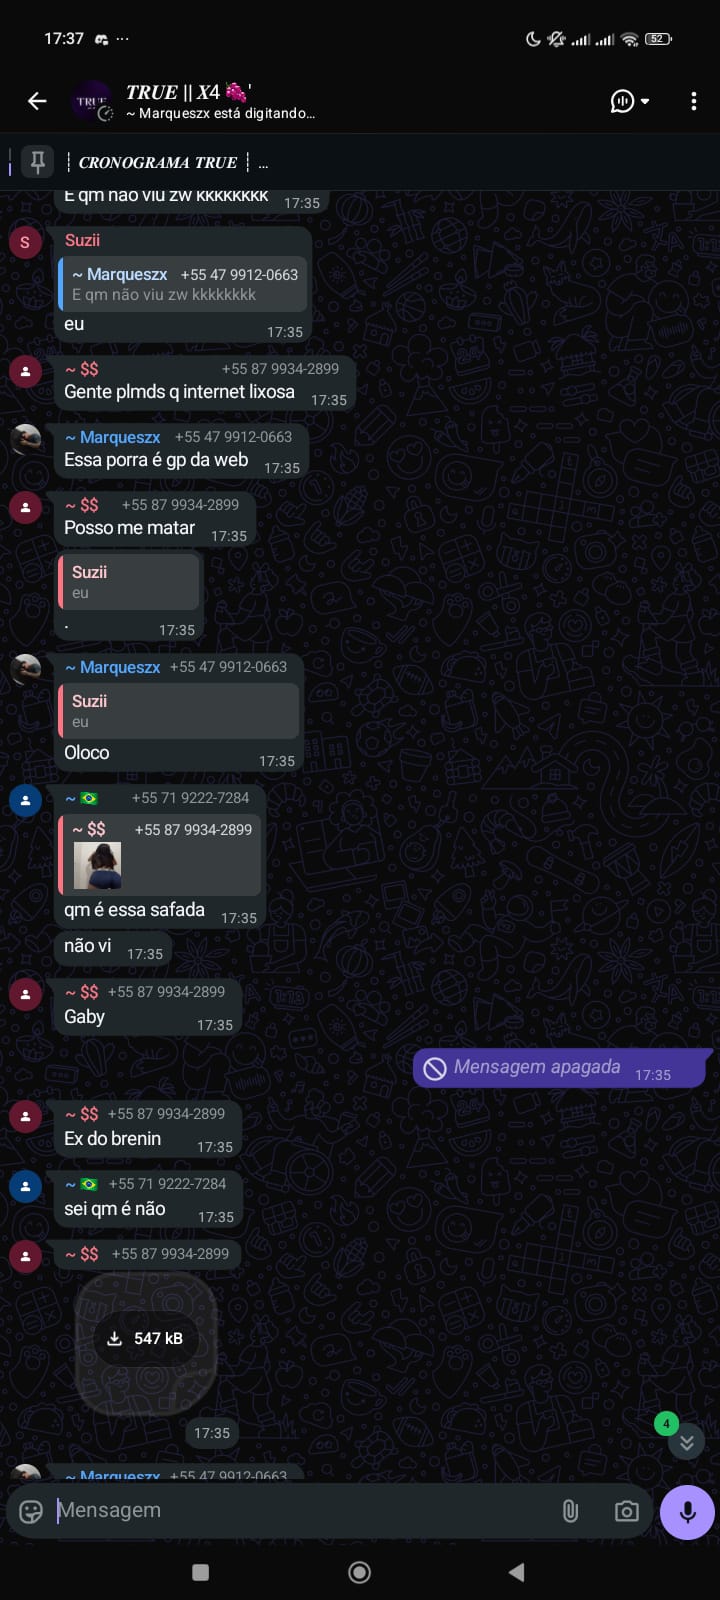 17:37
52
TRUE || X4 🍇'
~ Marqueszx está digitando...
TRUE
┆ CRONOGRAMA TRUE ┆ ...
E qm não viu zw kkkkkkkk 17:35
S
Suzii
~ Marqueszx +55 47 9912-0663
E qm não viu zw kkkkkkkk
eu 17:35
~ $$ +55 87 9934-2899
Gente plmds q internet lixosa 17:35
~ Marqueszx +55 47 9912-0663
Essa porra é gp da web 17:35
~ $$ +55 87 9934-2899
Posso me matar 17:35
Suzii
eu
. 17:35
~ Marqueszx +55 47 9912-0663
Suzii
eu
Oloco 17:35
~ 🇧🇷 +55 71 9222-7284
~ $$ +55 87 9934-2899
qm é essa safada 17:35
não vi 17:35
~ $$ +55 87 9934-2899
Gaby 17:35
Mensagem apagada 17:35
~ $$ +55 87 9934-2899
Ex do brenin 17:35
~ 🇧🇷 +55 71 9222-7284
sei qm é não 17:35
~ $$ +55 87 9934-2899
547 kB
17:35
4
~ Marqueszx +55 47 9912-0663
Mensagem